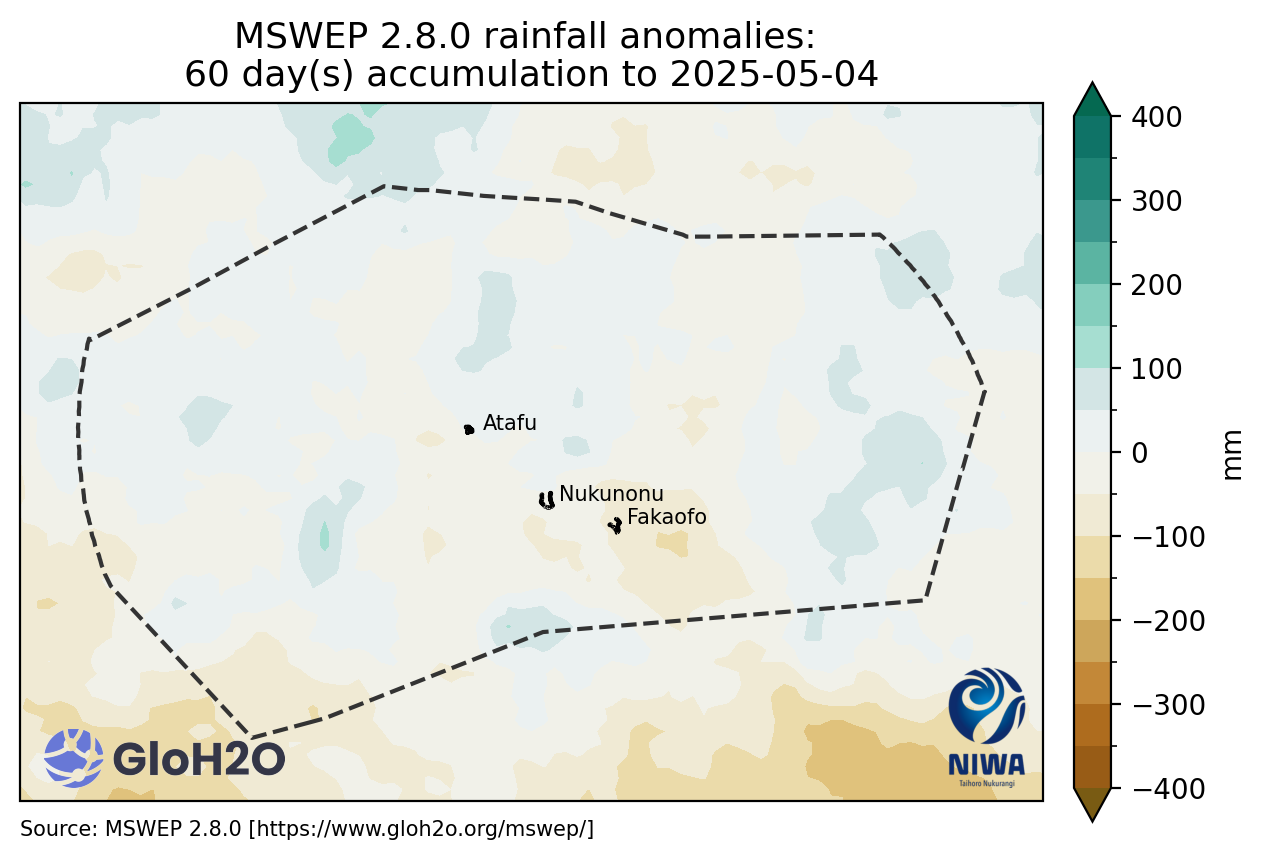 MSWEP 2.8.0 rainfall anomalies:
60 day(s) accumulation to 2025-05-04
400
300
200
100
0
−100
−200
−300
−400
mm
Atafu
Nukunonu
Fakaofo
GloH2O
NIWA
Taihoro Nukurangi
Source: MSWEP 2.8.0 [https://www.gloh2o.org/mswep/]